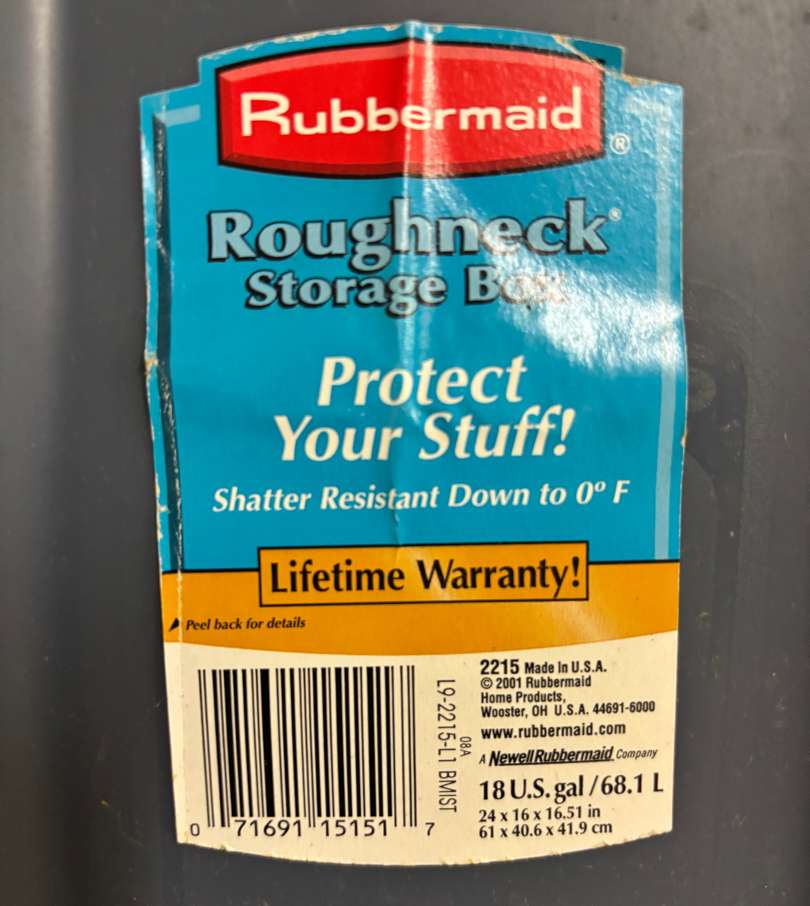 Rubbermaid®
Roughneck®
Storage Box
Protect
Your Stuff!
Shatter Resistant Down to 0º F
Lifetime Warranty!
Peel back for details
2215 Made In U.S.A.
© 2001 Rubbermaid
Home Products,
Wooster, OH U.S.A. 44691-6000
www.rubbermaid.com
A NewellRubbermaid Company
18 U.S. gal / 68.1 L
24 x 16 x 16.51 in
61 x 40.6 x 41.9 cm
L9-2215-L1 BMIST
08A
0 71691 15151 7